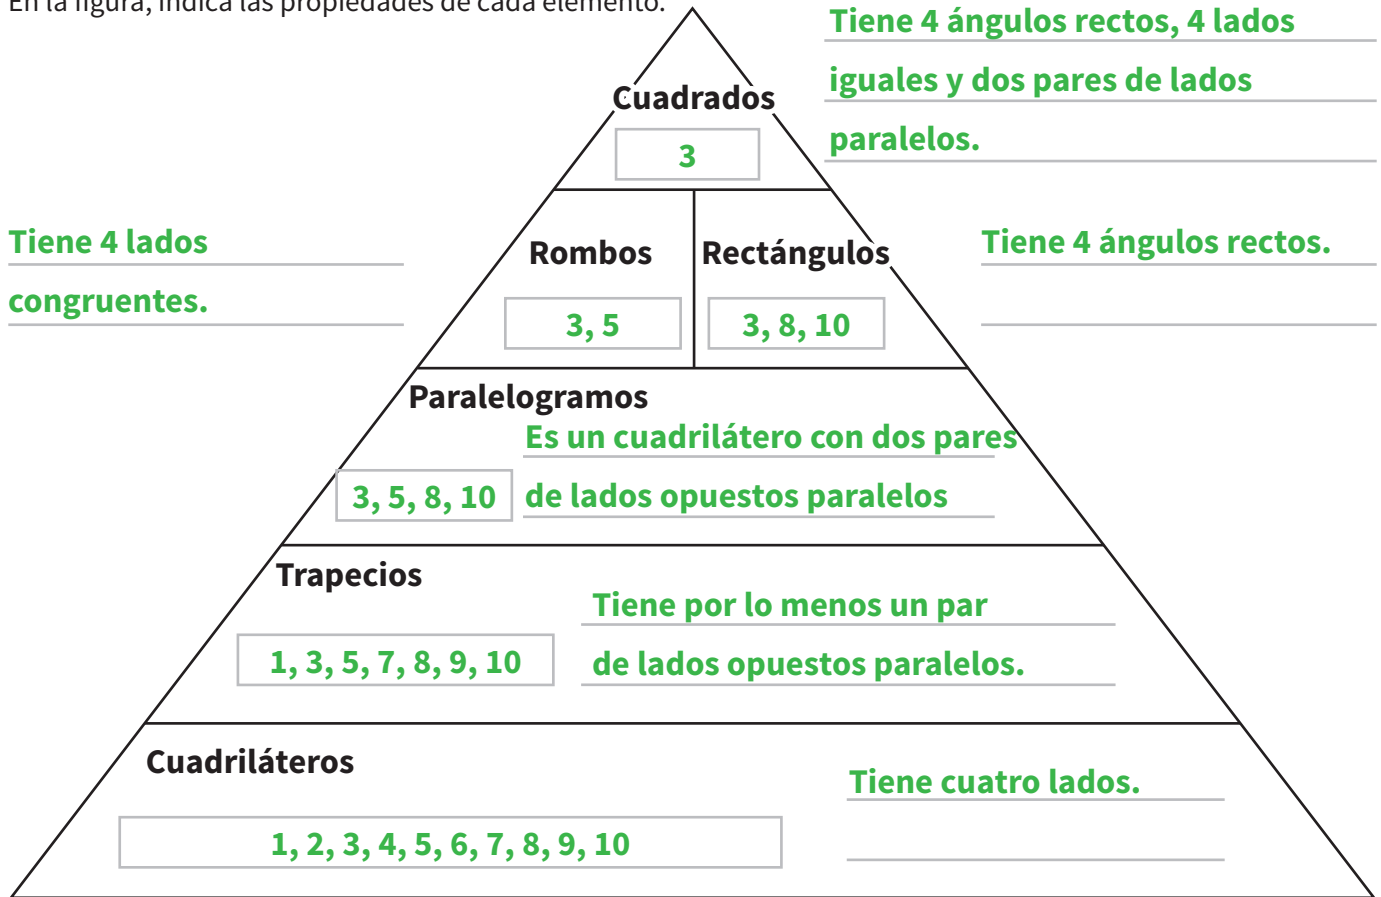 En la figura, indica las propiedades de cada elemento.
Tiene 4 ángulos rectos, 4 lados
iguales y dos pares de lados
paralelos.
Cuadrados
3
Tiene 4 lados
congruentes.
Rombos
3, 5
Rectángulos
3, 8, 10
Tiene 4 ángulos rectos.
Paralelogramos
Es un cuadrilátero con dos pares
de lados opuestos paralelos
3, 5, 8, 10
Trapecios
Tiene por lo menos un par
de lados opuestos paralelos.
1, 3, 5, 7, 8, 9, 10
Cuadriláteros
Tiene cuatro lados.
1, 2, 3, 4, 5, 6, 7, 8, 9, 10